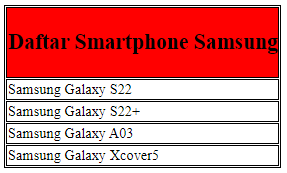 Daftar Smartphone Samsung
Samsung Galaxy S22
Samsung Galaxy S22+
Samsung Galaxy A03
Samsung Galaxy Xcover5